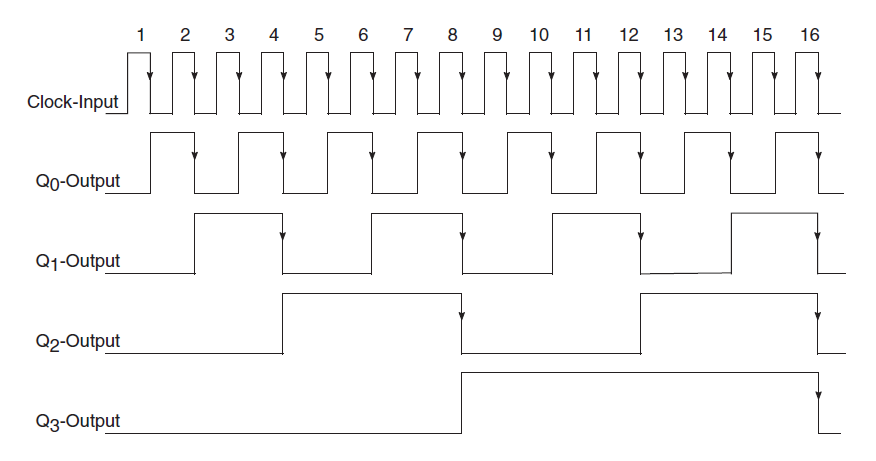 1 2 3 4 5 6 7 8 9 10 11 12 13 14 15 16
Clock-Input
Q0-Output
Q1-Output
Q2-Output
Q3-Output